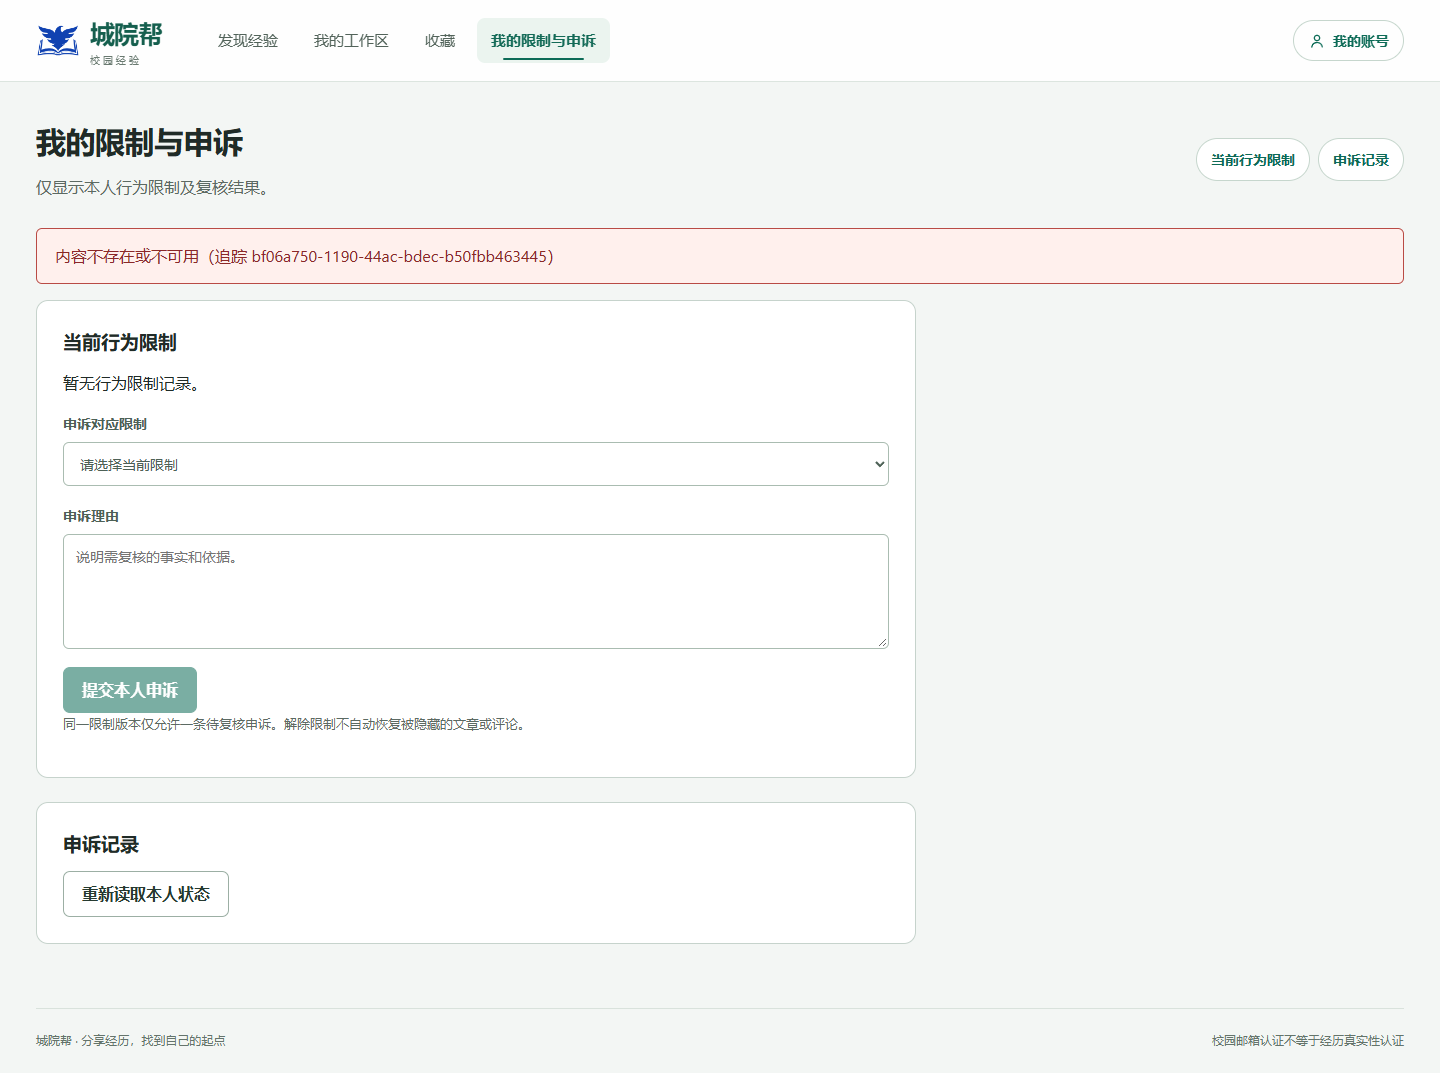 城院帮
校园经验
发现经验
我的工作区
收藏
我的限制与申诉
我的账号
我的限制与申诉
仅显示本人行为限制及复核结果。
当前行为限制
申诉记录
内容不存在或不可用（追踪 bf06a750-1190-44ac-bdec-b50fbb463445）
当前行为限制
暂无行为限制记录。
申诉对应限制
请选择当前限制
申诉理由
说明需复核的事实和依据。
提交本人申诉
同一限制版本仅允许一条待复核申诉。解除限制不自动恢复被隐藏的文章或评论。
申诉记录
重新读取本人状态
城院帮 · 分享经历，找到自己的起点
校园邮箱认证不等于经历真实性认证